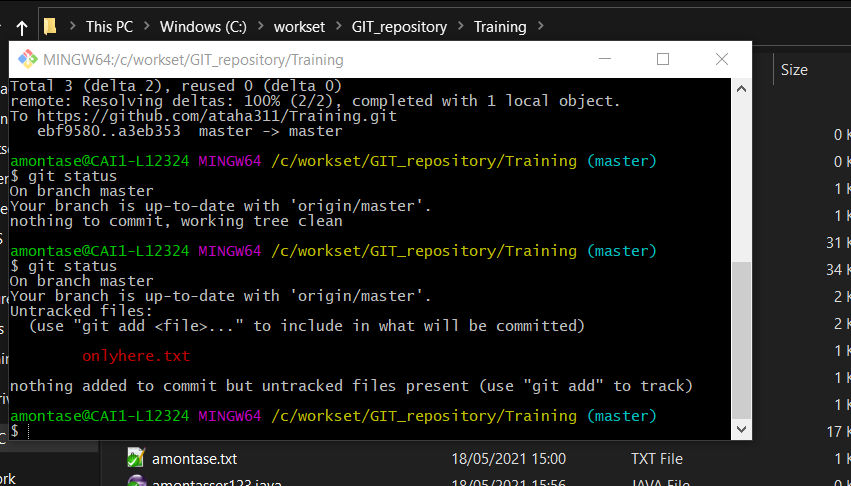 This PC > Windows (C:) > workset > GIT_repository > Training >
MINGW64:/c/workset/GIT_repository/Training
Size
Total 3 (delta 2), reused 0 (delta 0)
remote: Resolving deltas: 100% (2/2), completed with 1 local object.
To https://github.com/ataha311/Training.git
ebf9580..a3eb353 master -> master
amontase@CAI1-L12324 MINGW64 /c/workset/GIT_repository/Training (master)
$ git status
On branch master
Your branch is up-to-date with 'origin/master'.
nothing to commit, working tree clean
amontase@CAI1-L12324 MINGW64 /c/workset/GIT_repository/Training (master)
$ git status
On branch master
Your branch is up-to-date with 'origin/master'.
Untracked files:
(use "git add <file>..." to include in what will be committed)
onlyhere.txt
nothing added to commit but untracked files present (use "git add" to track)
amontase@CAI1-L12324 MINGW64 /c/workset/GIT_repository/Training (master)
$
0 K
0 K
1 K
1 K
31 K
34 K
2 K
2 K
1 K
1 K
1 K
17 K
amontase.txt 18/05/2021 15:00 TXT File
amontasser123.java 18/05/2021 15:56 JAVA File